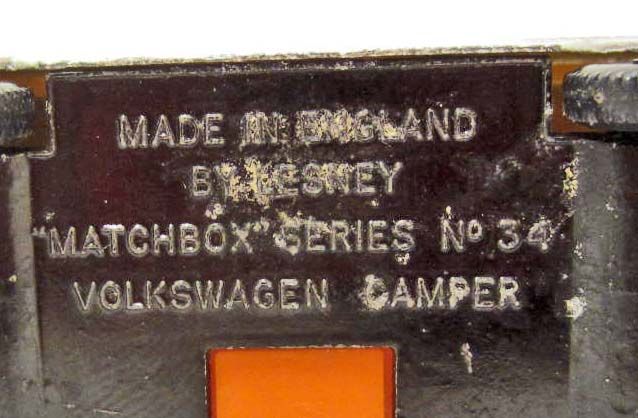 MADE IN ENGLAND
BY LESNEY
"MATCHBOX" SERIES Nº 34
VOLKSWAGEN CAMPER